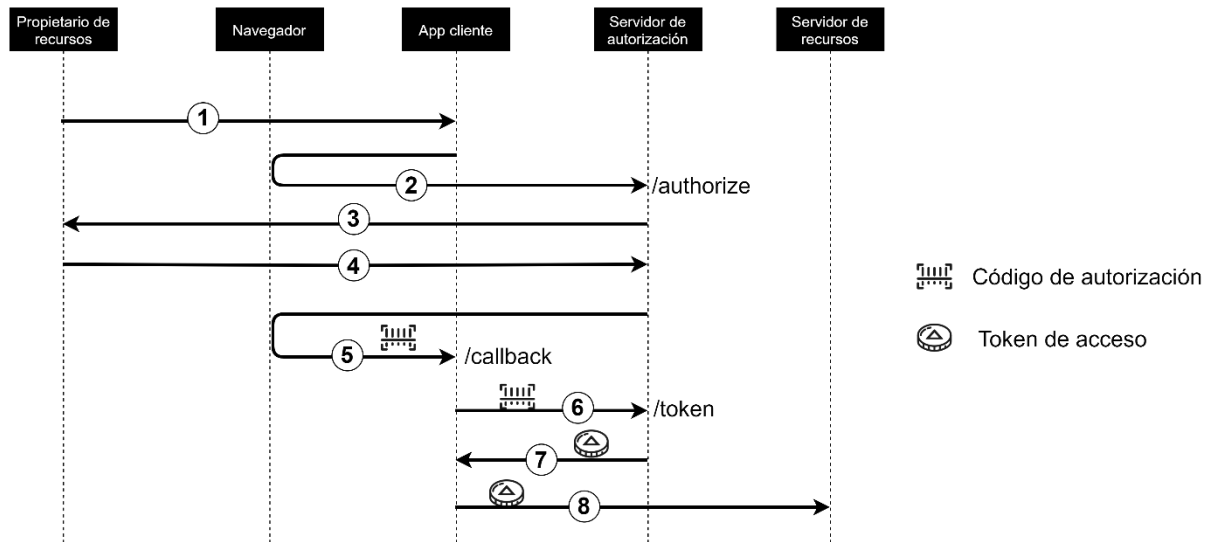 Propietario de
recursos
Navegador
App cliente
Servidor de
autorización
Servidor de
recursos
1
2
/authorize
3
4
5
/callback
6
/token
7
8
Código de autorización
Token de acceso